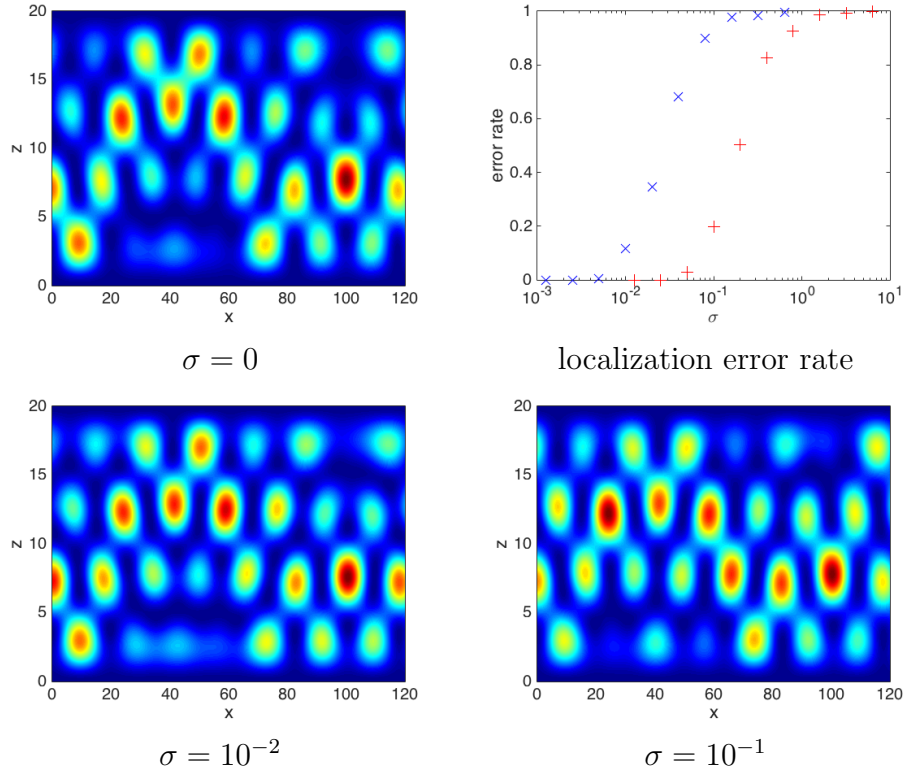 20
15
z
10
5
0
0 20 40 60 80 100 120
x
σ = 0
1
0.8
error rate
0.6
0.4
0.2
0
10^{-3} 10^{-2} 10^{-1} 10^{0} 10^{1}
σ
localization error rate
20
15
z
10
5
0
0 20 40 60 80 100 120
x
σ = 10^{-2}
20
15
z
10
5
0
0 20 40 60 80 100 120
x
σ = 10^{-1}